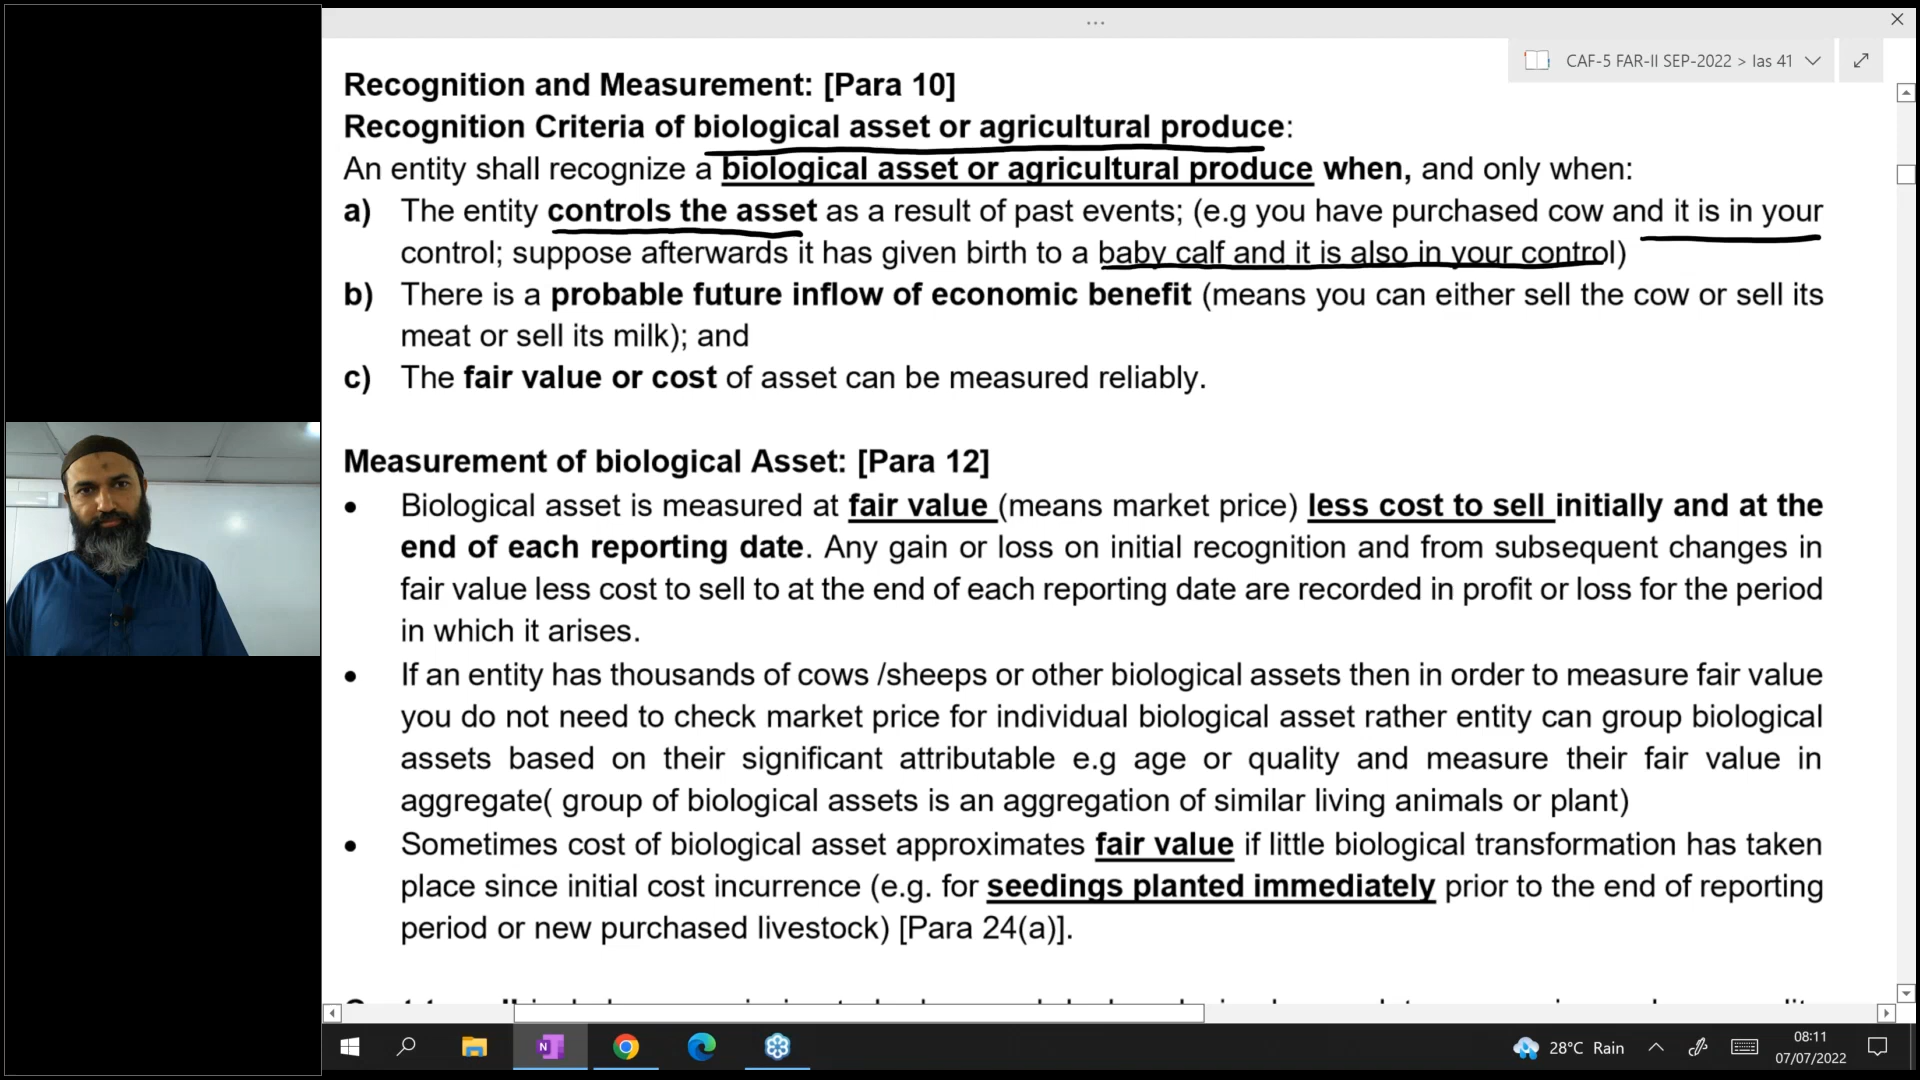 ...
CAF-5 FAR-II SEP-2022 > Ias 41
Recognition and Measurement: [Para 10]
Recognition Criteria of biological asset or agricultural produce:
An entity shall recognize a biological asset or agricultural produce when, and only when:
a) The entity controls the asset as a result of past events; (e.g you have purchased cow and it is in your
control; suppose afterwards it has given birth to a baby calf and it is also in your control)
b) There is a probable future inflow of economic benefit (means you can either sell the cow or sell its
meat or sell its milk); and
c) The fair value or cost of asset can be measured reliably.
Measurement of biological Asset: [Para 12]
• Biological asset is measured at fair value (means market price) less cost to sell initially and at the
end of each reporting date. Any gain or loss on initial recognition and from subsequent changes in
fair value less cost to sell to at the end of each reporting date are recorded in profit or loss for the period
in which it arises.
• If an entity has thousands of cows /sheeps or other biological assets then in order to measure fair value
you do not need to check market price for individual biological asset rather entity can group biological
assets based on their significant attributable e.g age or quality and measure their fair value in
aggregate( group of biological assets is an aggregation of similar living animals or plant)
• Sometimes cost of biological asset approximates fair value if little biological transformation has taken
place since initial cost incurrence (e.g. for seedings planted immediately prior to the end of reporting
period or new purchased livestock) [Para 24(a)].
N
28°C Rain
08:11
07/07/2022